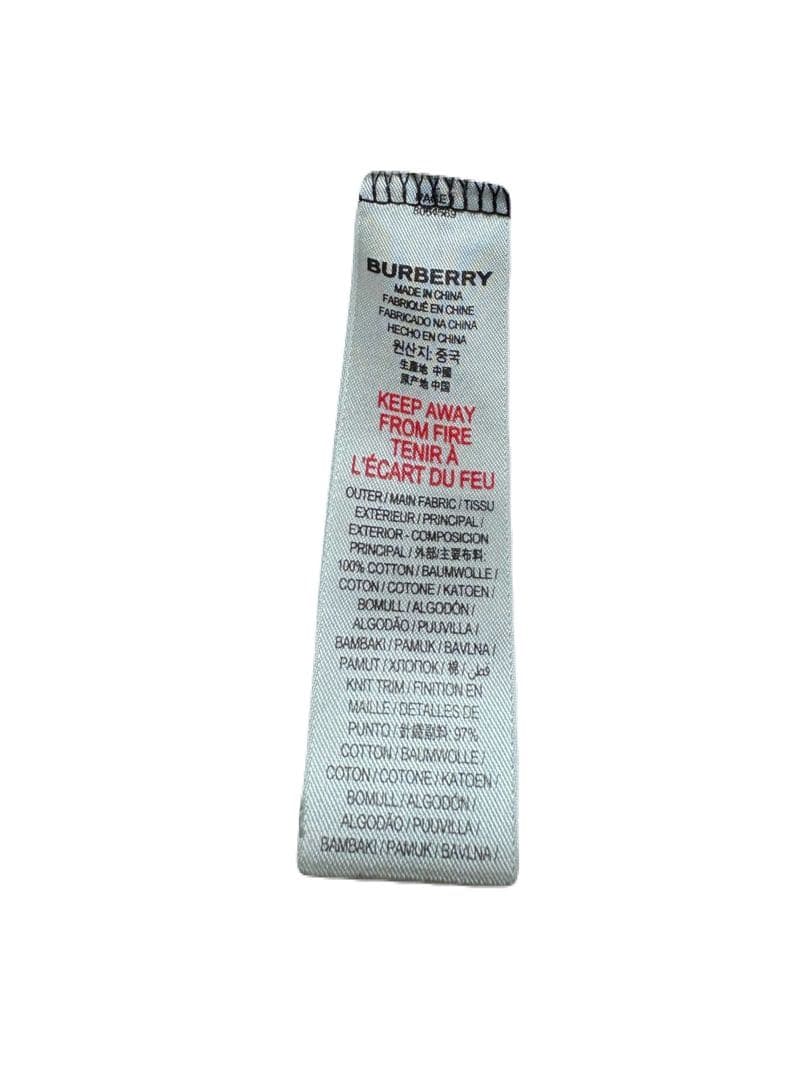 PAGE 1
8054569
BURBERRY
MADE IN CHINA
FABRIQUÉ EN CHINE
FABRICADO NA CHINA
HECHO EN CHINA
원산지: 중국
生產地 中國
原产地 中国
KEEP AWAY
FROM FIRE
TENIR À
L'ÉCART DU FEU
OUTER / MAIN FABRIC / TISSU
EXTÉRIEUR / PRINCIPAL /
EXTERIOR - COMPOSICION
PRINCIPAL / 外部/主要布料:
100% COTTON / BAUMWOLLE /
COTON / COTONE / KATOEN /
BOMULL / ALGODÓN /
ALGODÃO / PUUVILLA /
BAMBAKI / PAMUK / BAVLNA /
PAMUT / ХЛОПОК / 棉 / قطن
KNIT TRIM / FINITION EN
MAILLE / DETALLES DE
PUNTO / 針織副料: 97%
COTTON / BAUMWOLLE /
COTON / COTONE / KATOEN /
BOMULL / ALGODÓN /
ALGODÃO / PUUVILLA /
BAMBAKI / PAMUK / BAVLNA /